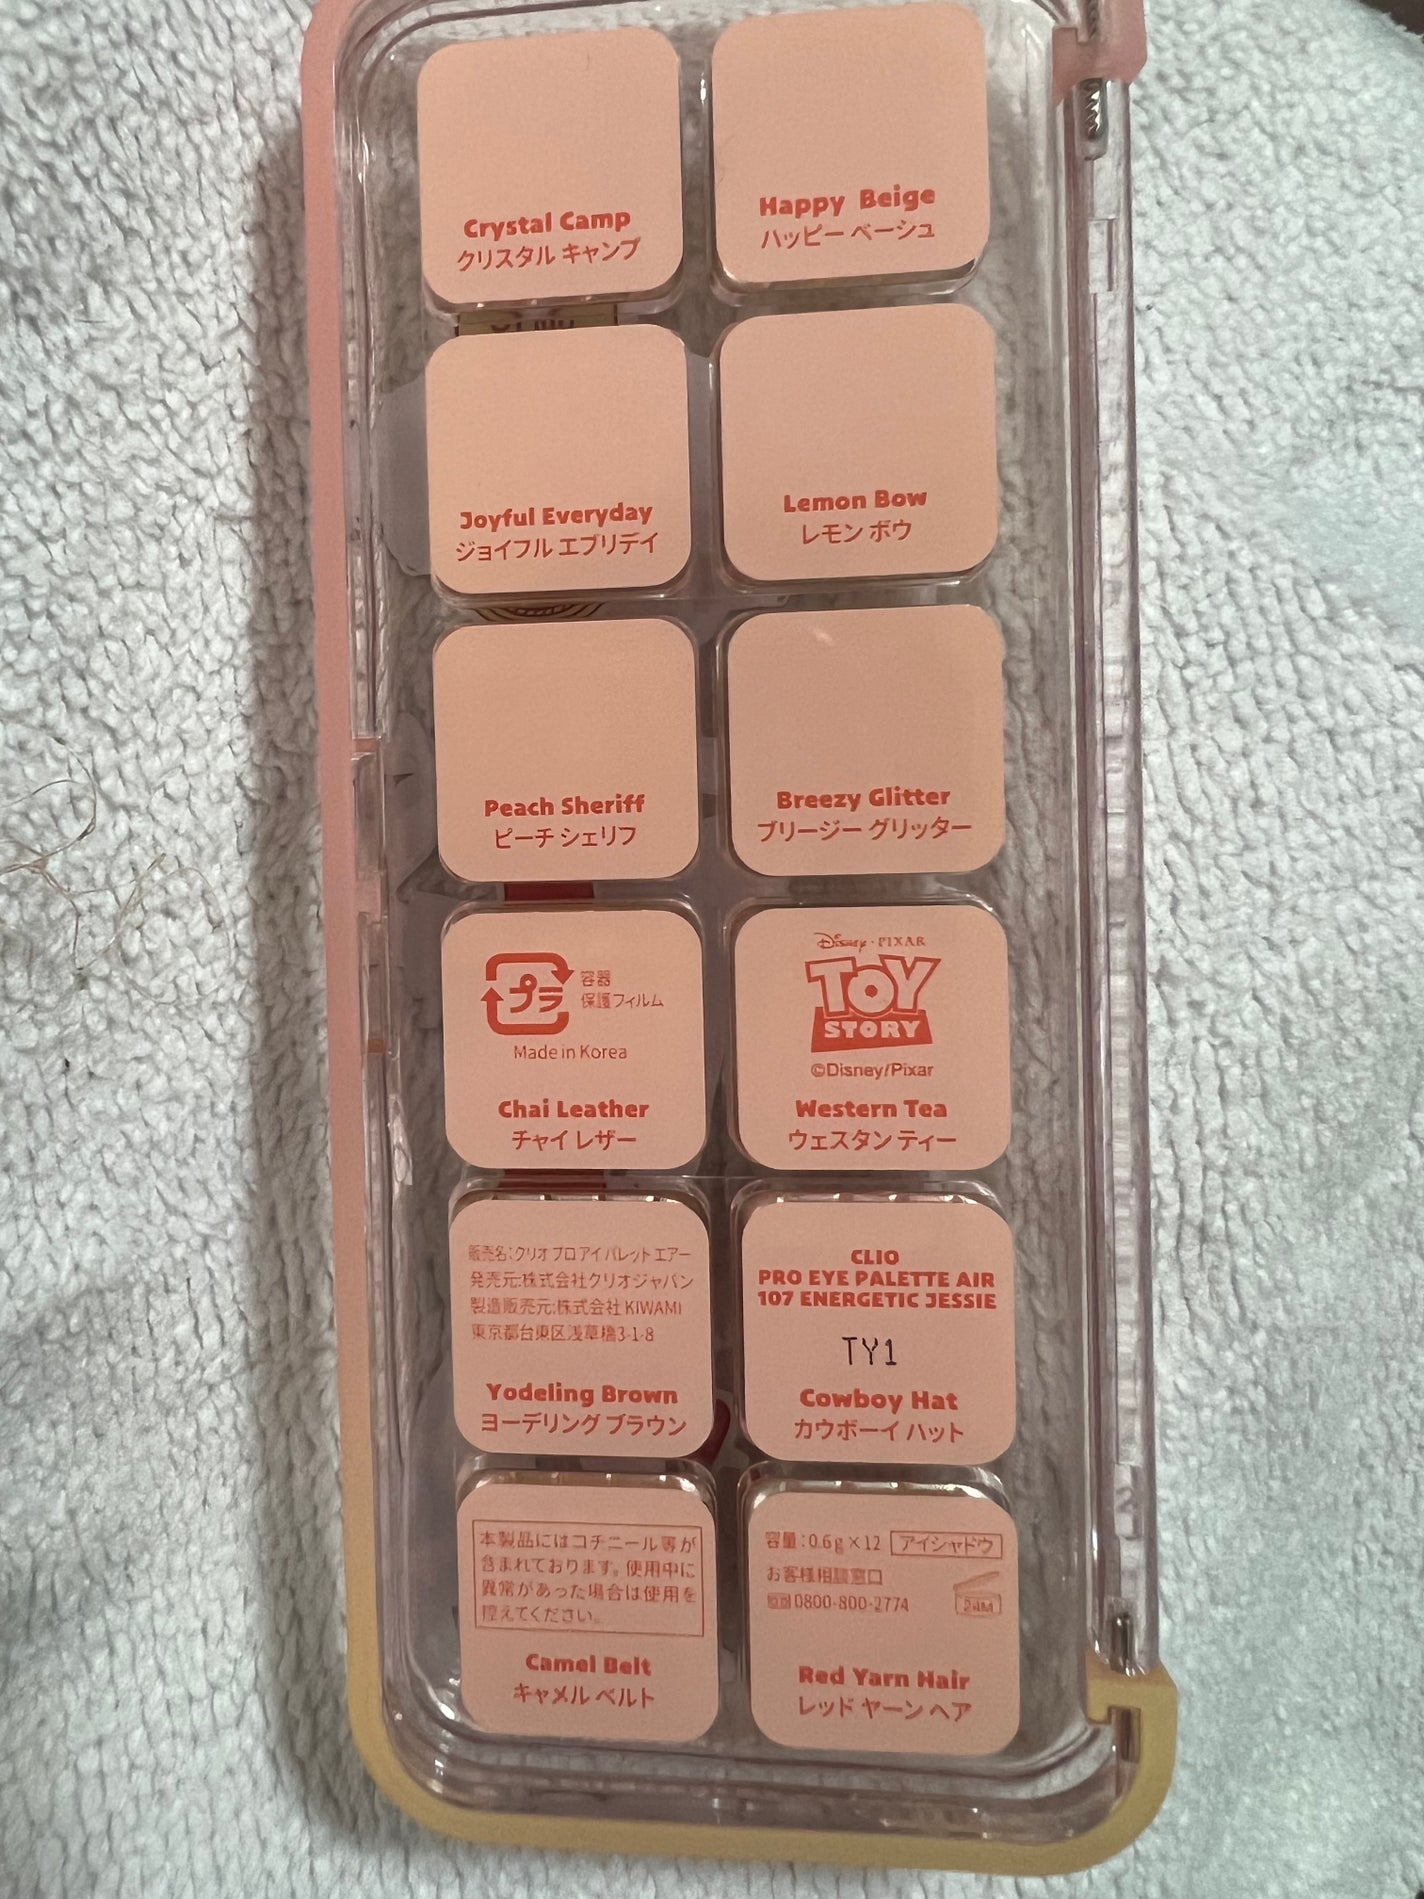 Crystal Camp
クリスタル キャンプ
Happy Beige
ハッピー ベーシュ
Joyful Everyday
ジョイフル エブリデイ
Lemon Bow
レモン ボウ
Peach Sheriff
ピーチ シェリフ
Breezy Glitter
ブリージー グリッター
プラ
容器
保護フィルム
Made in Korea
Chai Leather
チャイ レザー
Disney · PIXAR
TOY
STORY
©Disney/Pixar
Western Tea
ウェスタン ティー
販売名:クリオ プロ アイ パレット エアー
発売元:株式会社クリオジャパン
製造販売元:株式会社 KIWAMI
東京都台東区浅草橋3-1-8
Yodeling Brown
ヨーデリング ブラウン
CLIO
PRO EYE PALETTE AIR
107 ENERGETIC JESSIE
TY1
Cowboy Hat
カウボーイ ハット
本製品にはコチニール等が
含まれております。使用中に
異常があった場合は使用を
控えてください。
Camel Belt
キャメル ベルト
容量:0.6g×12 アイシャドウ
お客様相談窓口
0800-800-2774
24M
Red Yarn Hair
レッド ヤーン ヘア